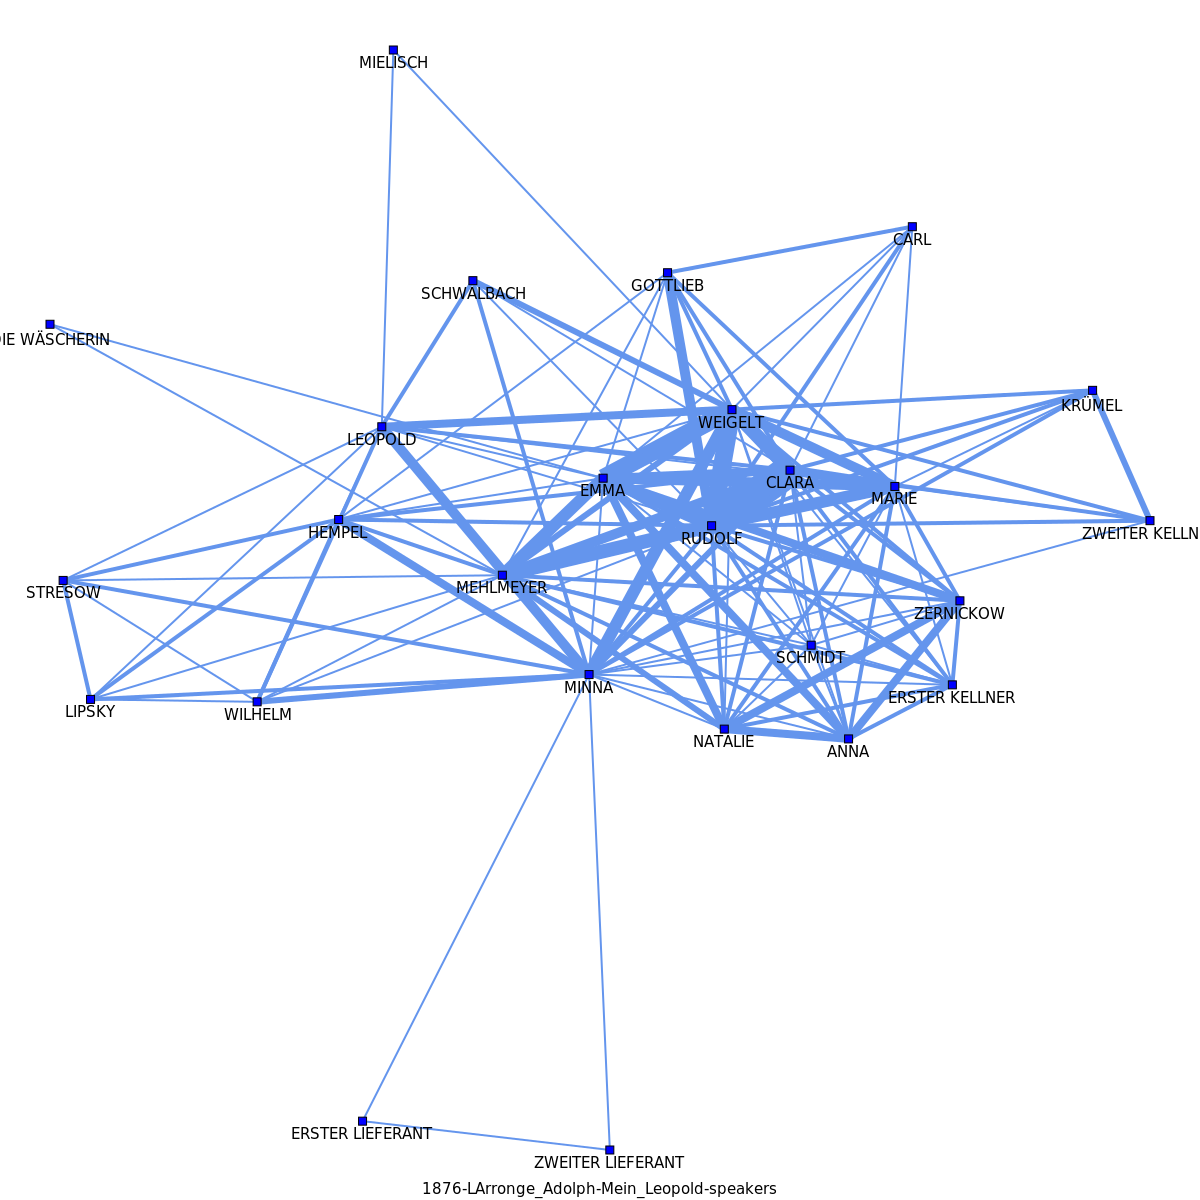 MIELISCH
CARL
GOTTLIEB
SCHWALBACH
DIE WÄSCHERIN
KRÜMEL
WEIGELT
LEOPOLD
CLARA
EMMA
MARIE
HEMPEL
RUDOLF
ZWEITER KELLN
MEHLMEYER
STRESOW
ZERNICKOW
SCHMIDT
MINNA
ERSTER KELLNER
LIPSKY
WILHELM
NATALIE
ANNA
ERSTER LIEFERANT
ZWEITER LIEFERANT
1876-LArronge_Adolph-Mein_Leopold-speakers